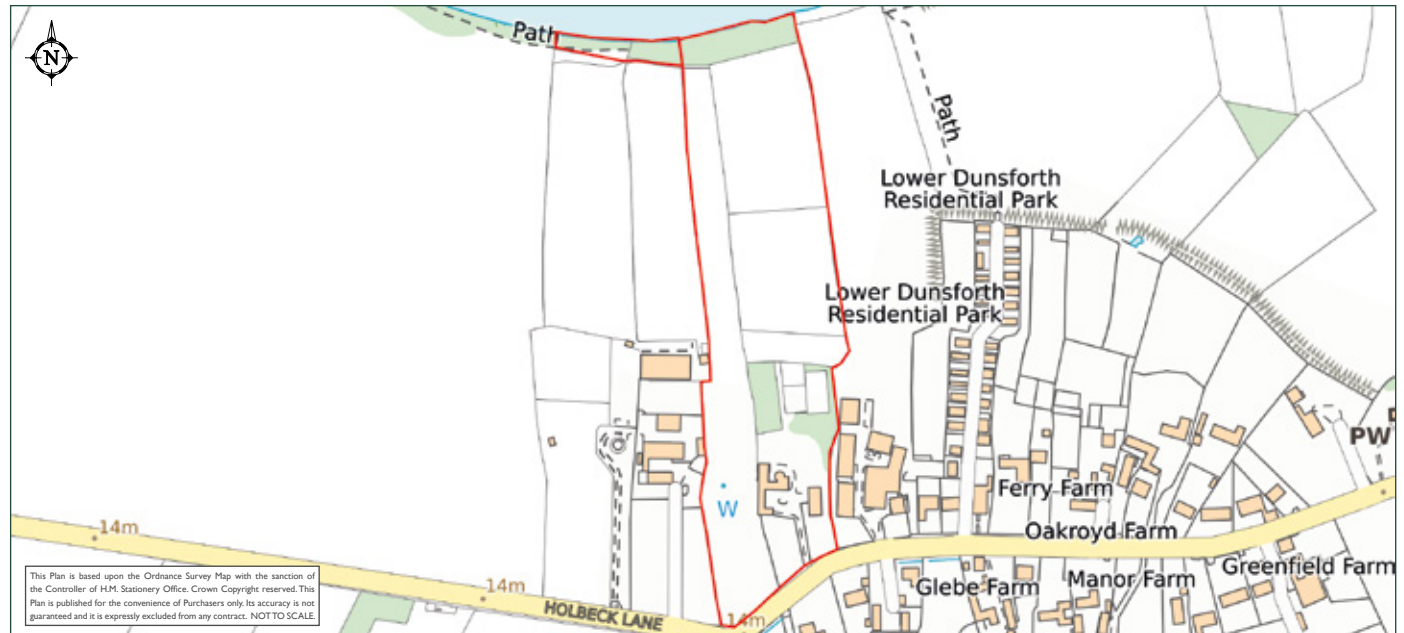 Path
N
Path
Lower Dunsforth
Residential Park
Lower Dunsforth
Residential Park
PW
W
Ferry Farm
Oakroyd Farm
14m
Glebe Farm
Manor Farm
Greenfield Farm
14m
HOLBECK LANE
14m
This Plan is based upon the Ordnance Survey Map with the sanction of
the Controller of H.M. Stationery Office. Crown Copyright reserved. This
Plan is published for the convenience of Purchasers only. Its accuracy is not
guaranteed and it is expressly excluded from any contract. NOT TO SCALE.